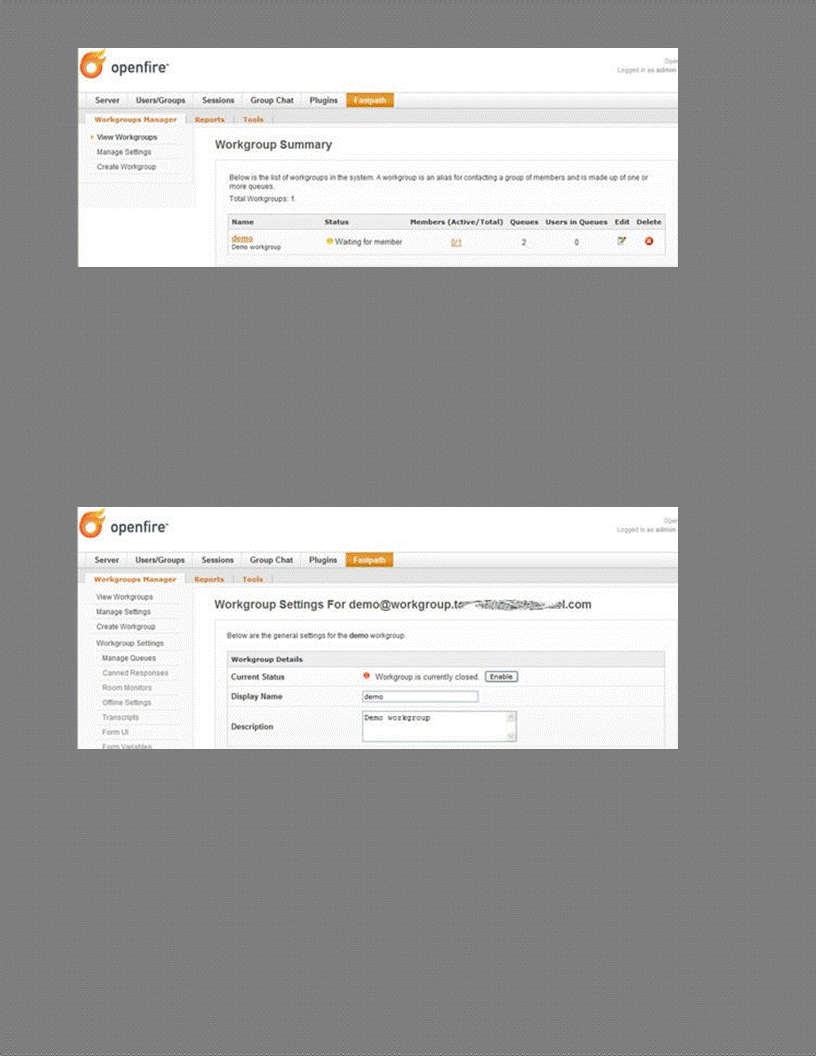 openfire™
Oper
Logged in as admin
Server Users/Groups Sessions Group Chat Plugins Fastpath
Workgroups Manager Reports Tools
View Workgroups
Manage Settings
Create Workgroup
Workgroup Summary
Below is the list of workgroups in the system. A workgroup is an alias for contacting a group of members and is made up of one or
more queues.
Total Workgroups: 1.
Name Status Members (Active/Total) Queues Users in Queues Edit Delete
demo Waiting for member 0/1 2 0
Demo workgroup
openfire™
Oper
Logged in as admin
Server Users/Groups Sessions Group Chat Plugins Fastpath
Workgroups Manager Reports Tools
View Workgroups
Manage Settings
Create Workgroup
Workgroup Settings
Manage Queues
Canned Responses
Room Monitors
Offline Settings
Transcripts
Form UI
Form Variables
Workgroup Settings For demo@workgroup.to el.com
Below are the general settings for the demo workgroup.
Workgroup Details
Current Status Workgroup is currently closed. Enable
Display Name demo
Description Demo workgroup